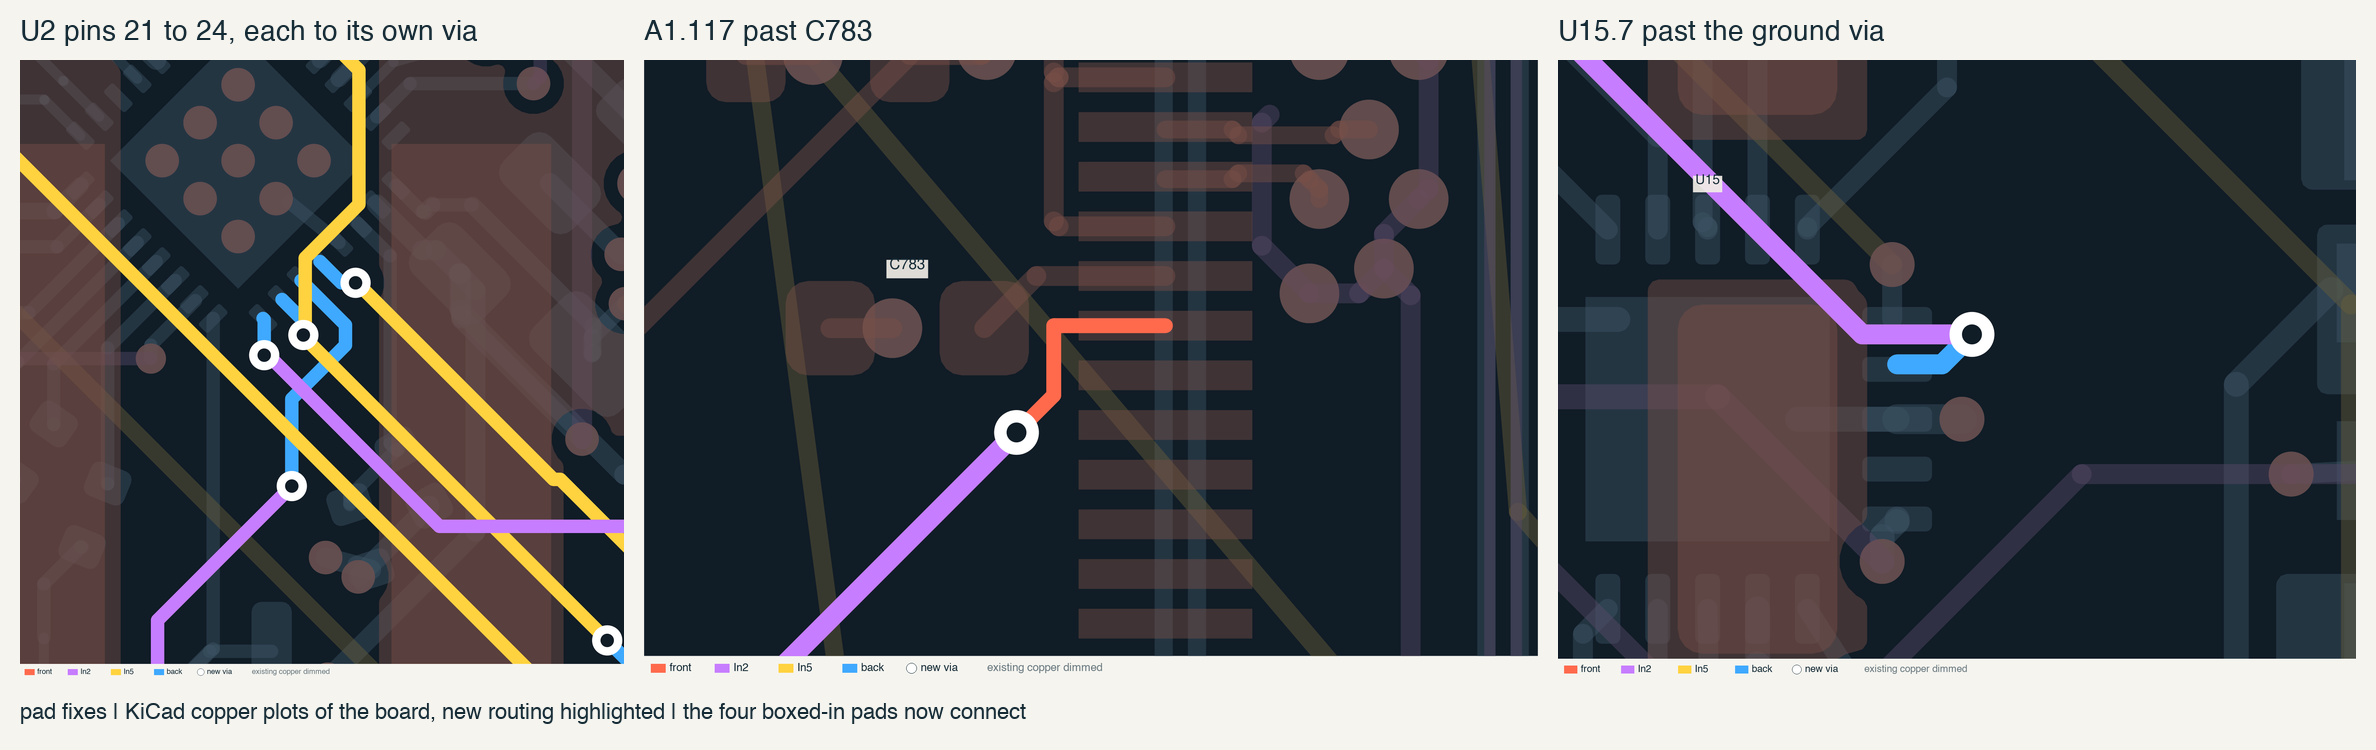 U2 pins 21 to 24, each to its own via
A1.117 past C783
U15.7 past the ground via
C783
U15
front In2 In5 back new via existing copper dimmed
front In2 In5 back new via existing copper dimmed
front In2 In5 back new via existing copper dimmed
pad fixes | KiCad copper plots of the board, new routing highlighted | the four boxed-in pads now connect